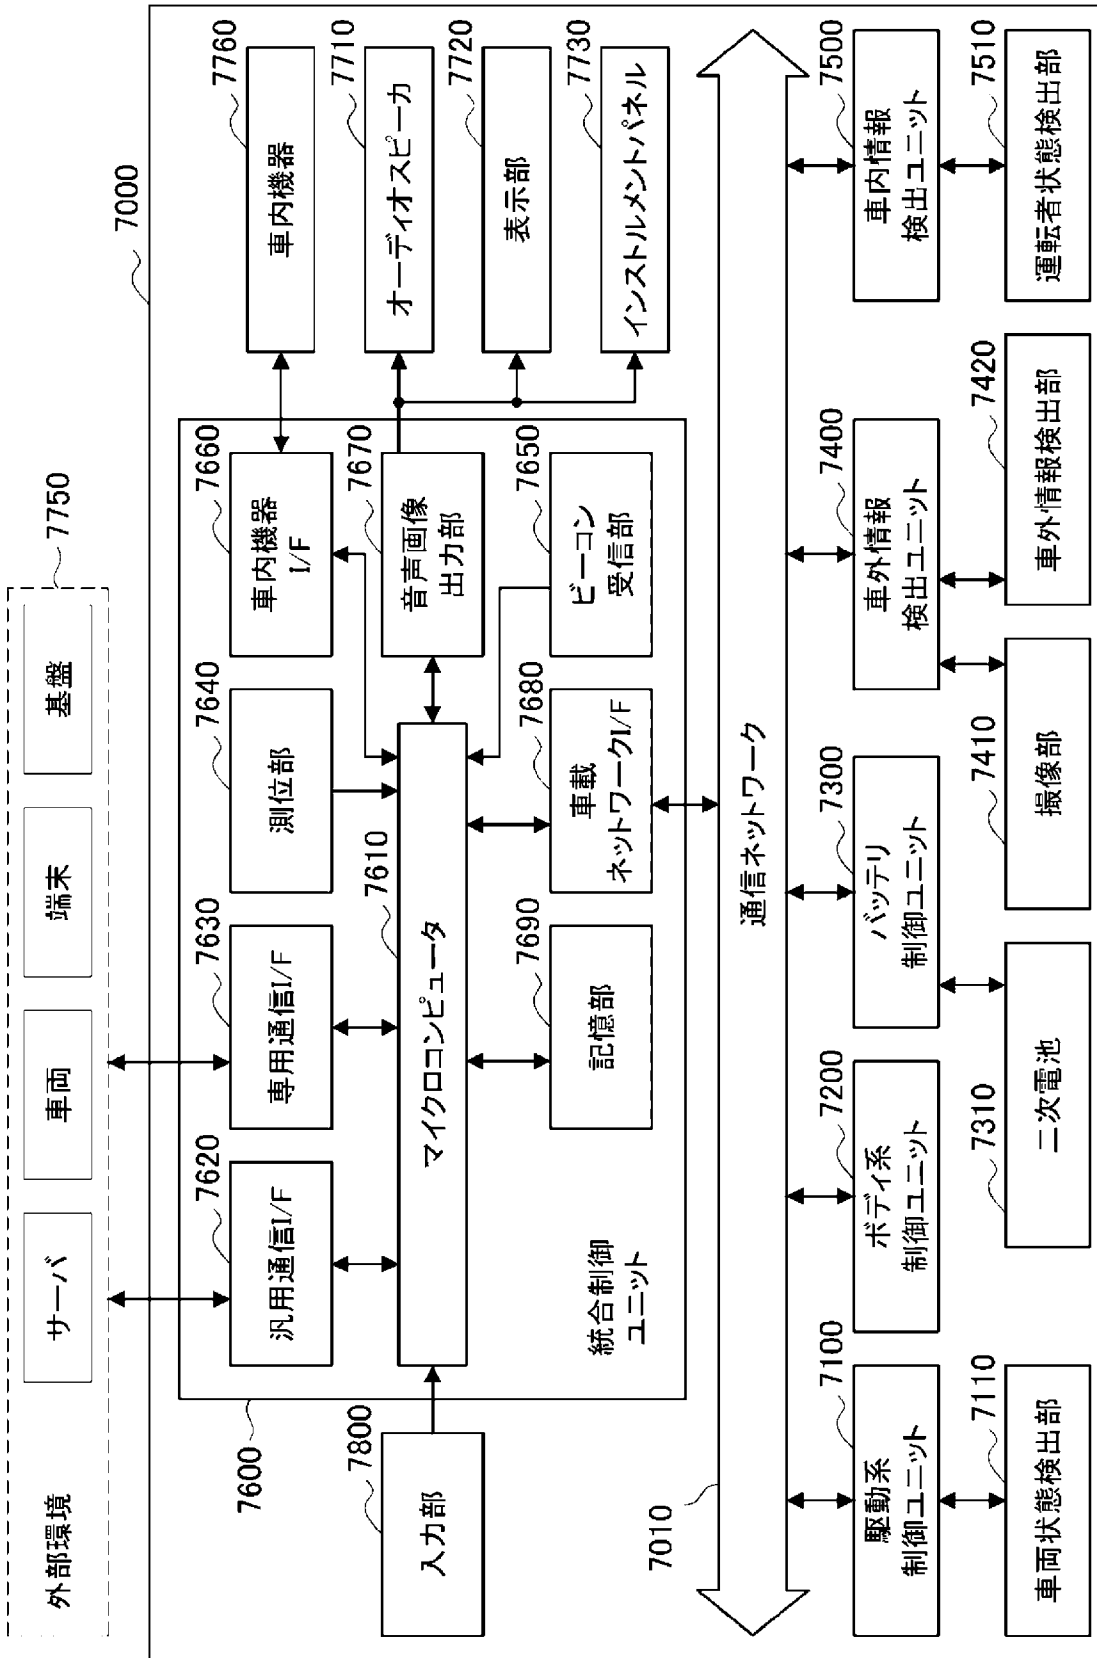 外部環境
サーバ
車両
端末
基盤
7750
7000
7600
7620
汎用通信I/F
7630
専用通信I/F
7640
測位部
7660
車内機器
I/F
7760
車内機器
7800
入力部
7610
マイクロコンピュータ
7670
音声画像
出力部
7710
オーディオスピーカ
7720
表示部
7730
インストルメントパネル
統合制御
ユニット
7690
記憶部
7680
車載
ネットワークI/F
7650
ビーコン
受信部
7010
通信ネットワーク
7100
駆動系
制御ユニット
7200
ボディ系
制御ユニット
7300
バッテリ
制御ユニット
7400
車外情報
検出ユニット
7500
車内情報
検出ユニット
7110
車両状態検出部
7310
二次電池
7410
撮像部
7420
車外情報検出部
7510
運転者状態検出部